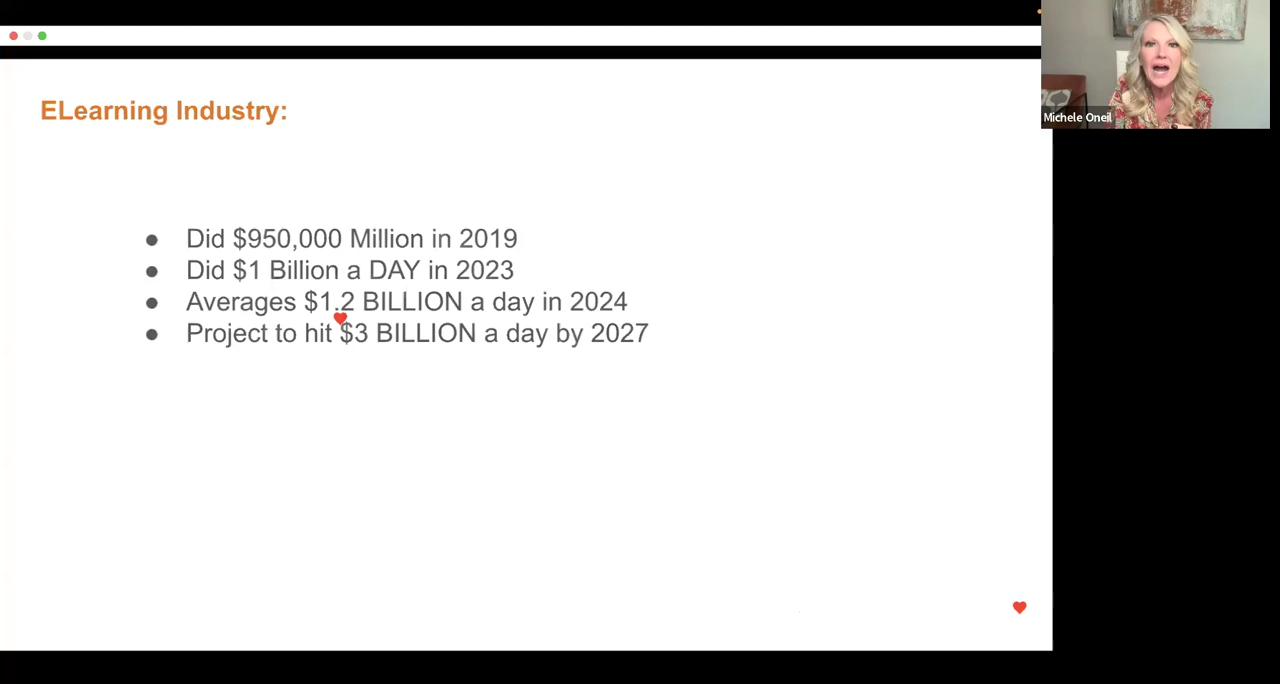 ELearning Industry:
Did $950,000 Million in 2019
Did $1 Billion a DAY in 2023
Averages $1.2 BILLION a day in 2024
Project to hit $3 BILLION a day by 2027
Michele Oneil